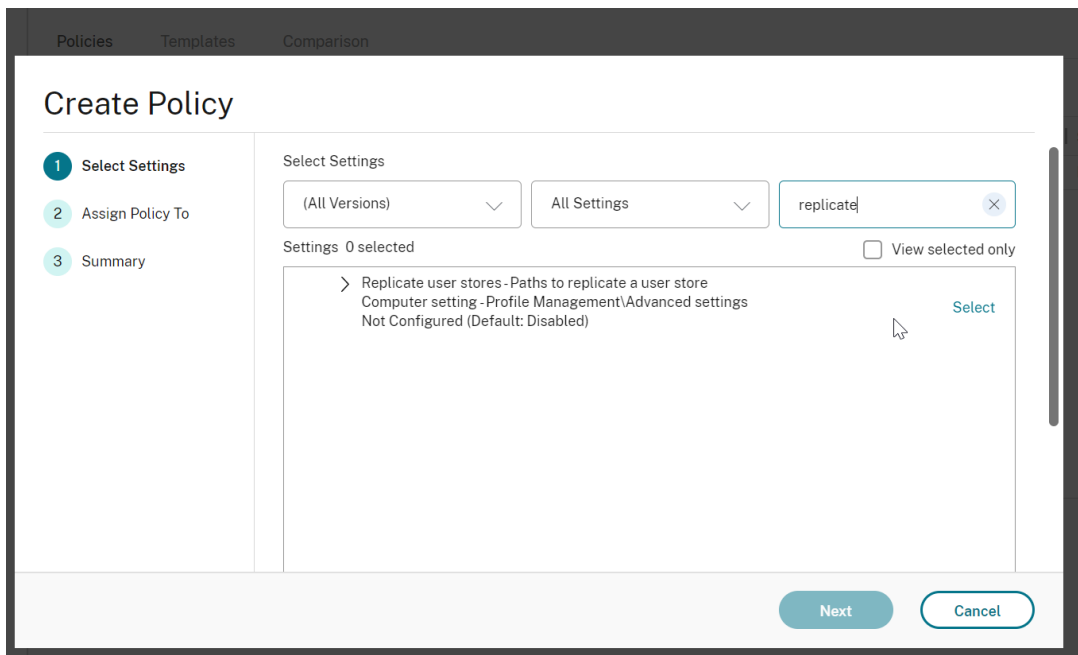 Policies Templates Comparison
Create Policy
1 Select Settings
2 Assign Policy To
3 Summary
Select Settings
(All Versions) All Settings replicate
Settings 0 selected
View selected only
Replicate user stores - Paths to replicate a user store
Computer setting - Profile Management\Advanced settings
Not Configured (Default: Disabled)
Select
Next Cancel